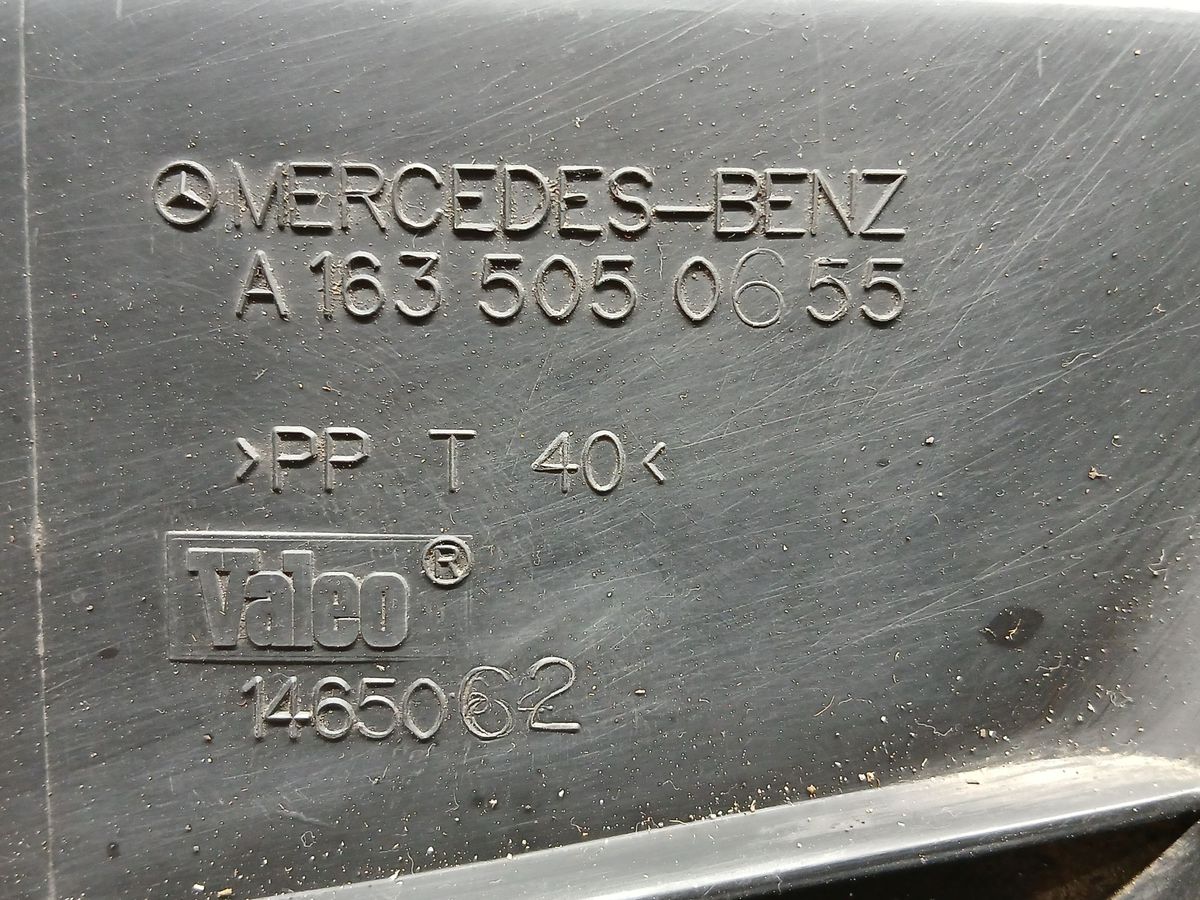 MERCEDES-BENZ
A 163 505 06 55
>PP T 40<
Valeo®
1465062